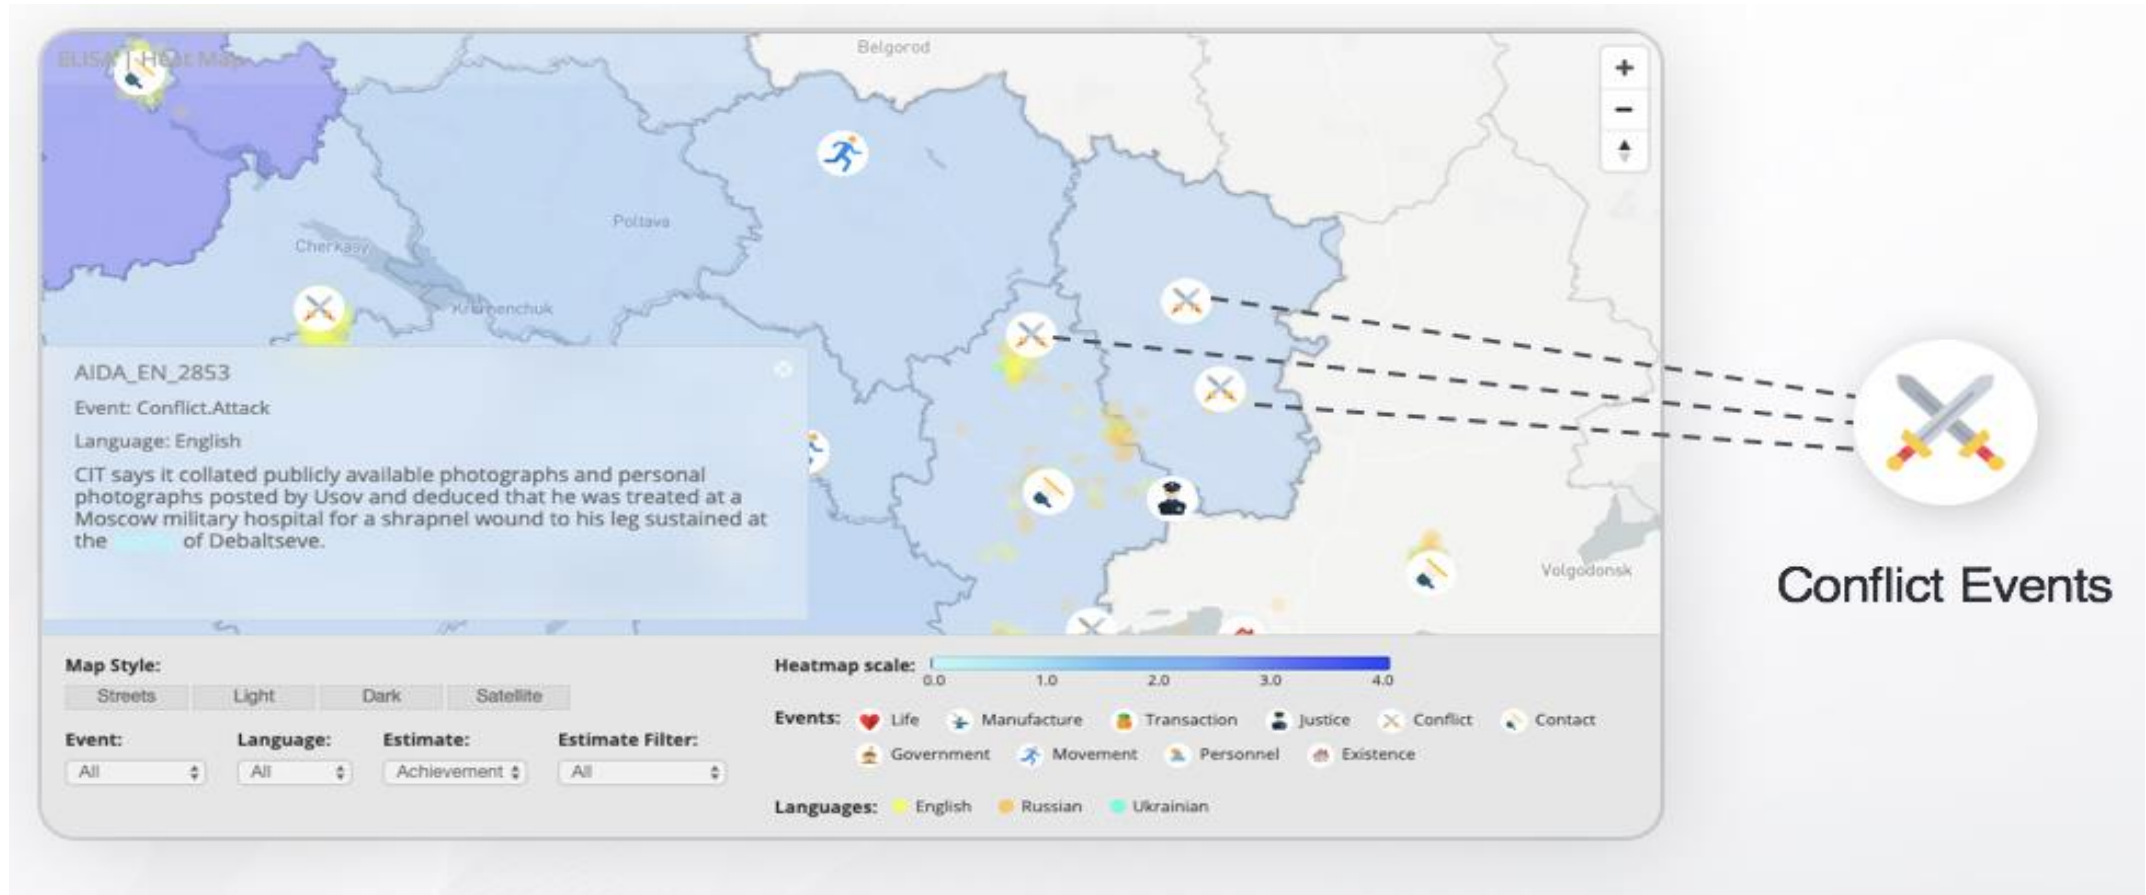 ELISA | Heat Map
Belgorod
Poltava
Cherkasy
Kremenchuk
AIDA_EN_2853
Event: Conflict.Attack
Language: English
CIT says it collated publicly available photographs and personal
photographs posted by Usov and deduced that he was treated at a
Moscow military hospital for a shrapnel wound to his leg sustained at
the of Debaltseve.
Volgodonsk
Conflict Events
Map Style:
Streets Light Dark Satellite
Event: Language: Estimate: Estimate Filter:
All All Achievement All
Heatmap scale:
0.0 1.0 2.0 3.0 4.0
Events: Life Manufacture Transaction Justice Conflict Contact
Government Movement Personnel Existence
Languages: English Russian Ukrainian